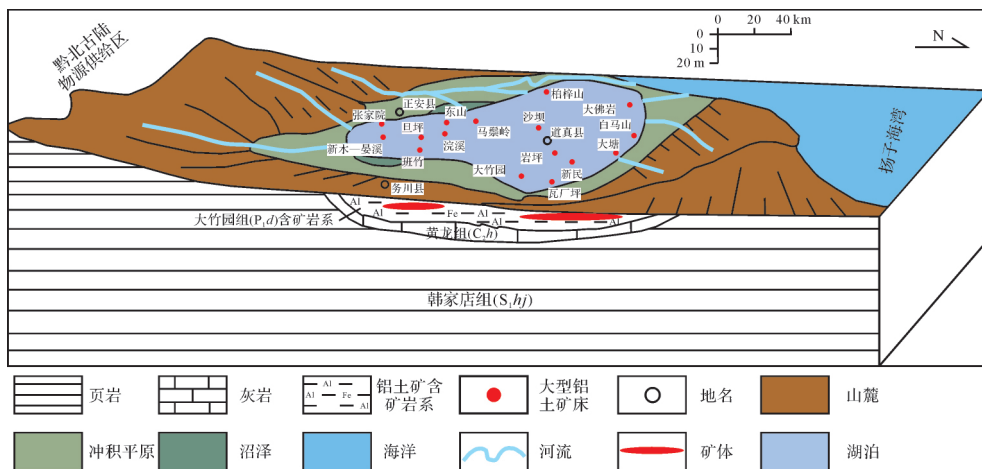 黔北古陆
物源供给区
0 20 40 km
0
10
20 m
N
柏梓山
正安县
东山
张家院
沙坝
大佛岩
旦坪
马鬃岭
道真县
白马山
新木—晏溪
浣溪
岩坪
大塘
班竹
大竹园
新民
务川县
瓦厂坪
扬子海湾
大竹园组(P₁d)含矿岩系
Al
Al Al Fe Al Al
Al
黄龙组(C₂h)
韩家店组(S₁hj)
页岩
灰岩
Al
Fe
Al
铝土矿含
矿岩系
大型铝
土矿床
地名
山麓
冲积平原
沼泽
海洋
河流
矿体
湖泊